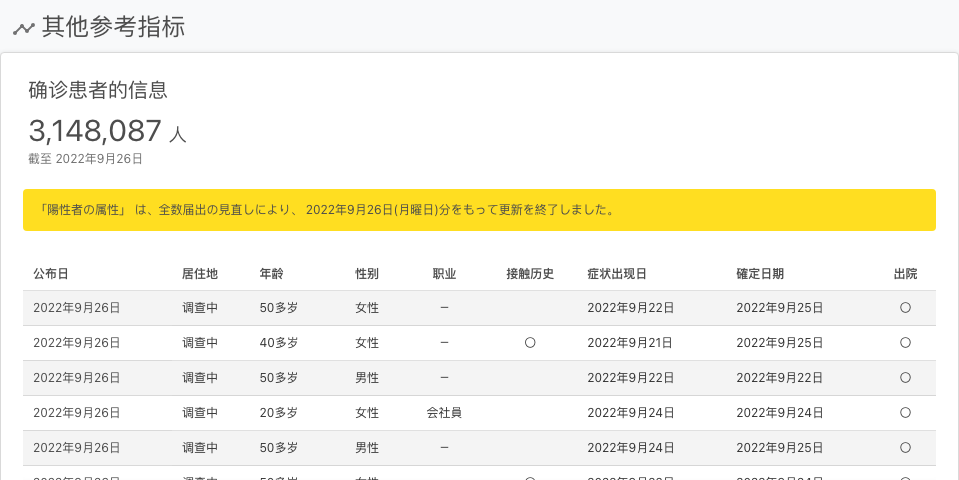 其他参考指标
确诊患者的信息
3,148,087 人
截至 2022年9月26日
「陽性者の属性」 は、全数届出の見直しにより、 2022年9月26日(月曜日)分をもって更新を終了しました。
公布日 居住地 年龄 性别 职业 接触历史 症状出现日 確定日期 出院
2022年9月26日 调查中 50多岁 女性 － 2022年9月22日 2022年9月25日 〇
2022年9月26日 调查中 40多岁 女性 － 〇 2022年9月21日 2022年9月25日 〇
2022年9月26日 调查中 50多岁 男性 － 2022年9月22日 2022年9月22日 〇
2022年9月26日 调查中 20多岁 女性 会社員 2022年9月24日 2022年9月24日 〇
2022年9月26日 调查中 50多岁 男性 － 2022年9月24日 2022年9月25日 〇